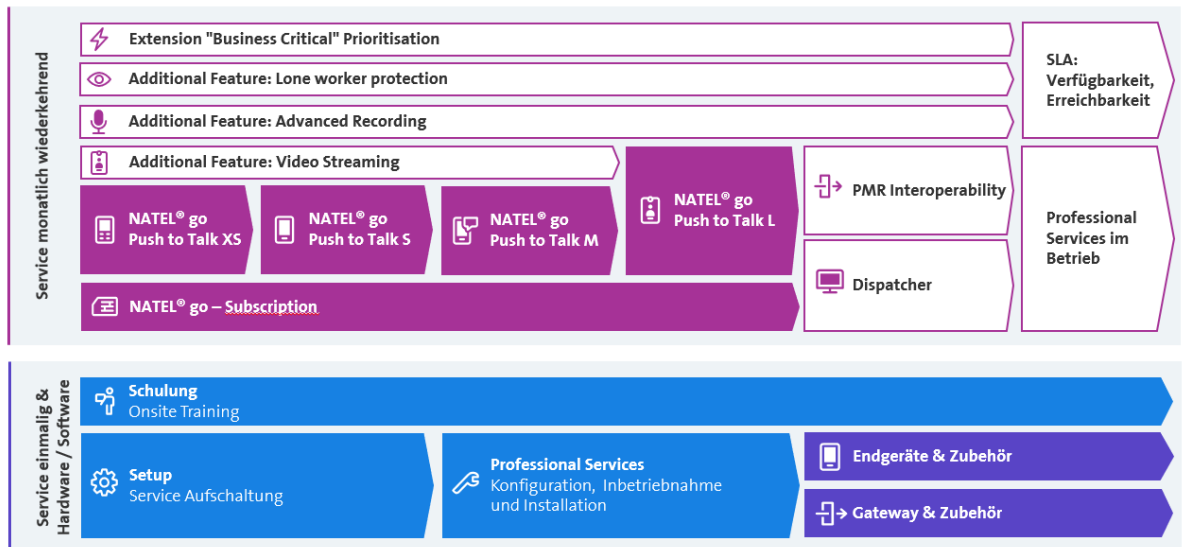 Service monatlich wiederkehrend
Extension "Business Critical" Prioritisation
Additional Feature: Lone worker protection
Additional Feature: Advanced Recording
Additional Feature: Video Streaming
NATEL® go
Push to Talk XS
NATEL® go
Push to Talk S
NATEL® go
Push to Talk M
NATEL® go
Push to Talk L
NATEL® go – Subscription
PMR Interoperability
Dispatcher
SLA:
Verfügbarkeit,
Erreichbarkeit
Professional
Services im
Betrieb
Service einmalig &
Hardware / Software
Schulung
Onsite Training
Setup
Service Aufschaltung
Professional Services
Konfiguration, Inbetriebnahme
und Installation
Endgeräte & Zubehör
Gateway & Zubehör